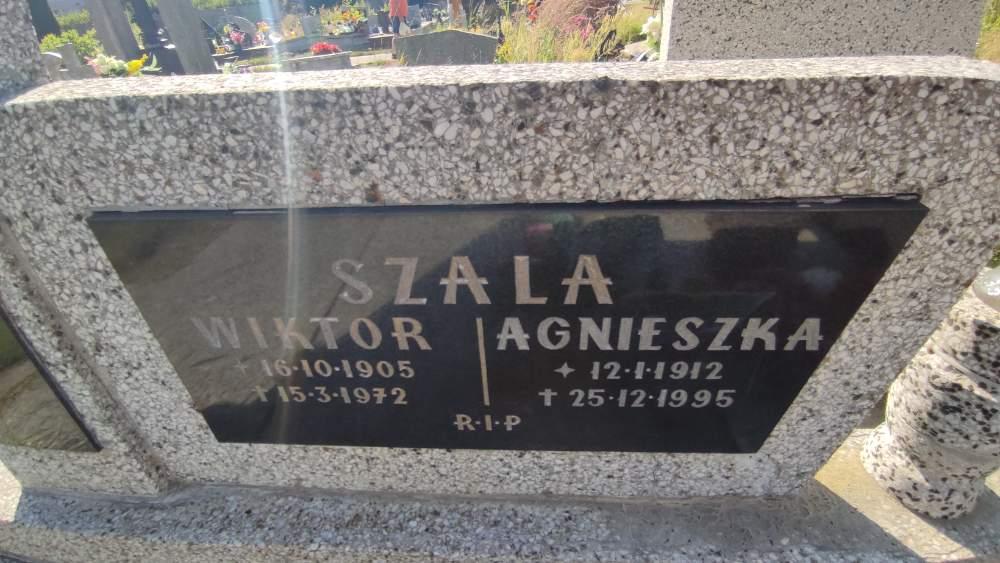 SZALA
WIKTOR
16·10·1905
†15·3·1972
AGNIESZKA
✦ 12·1·1912
† 25·12·1995
R·I·P